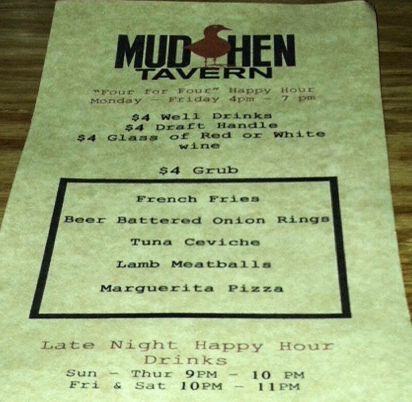 MUD HEN
TAVERN
"Four for Four" Happy Hour
Monday - Friday 4pm - 7 pm
$4 Well Drinks
$4 Draft Handle
$4 Glass of Red or White
wine
$4 Grub
French Fries
Beer Battered Onion Rings
Tuna Ceviche
Lamb Meatballs
Marguerita Pizza
Late Night Happy Hour
Drinks
Sun - Thur 9PM - 10 PM
Fri & Sat 10PM - 11PM